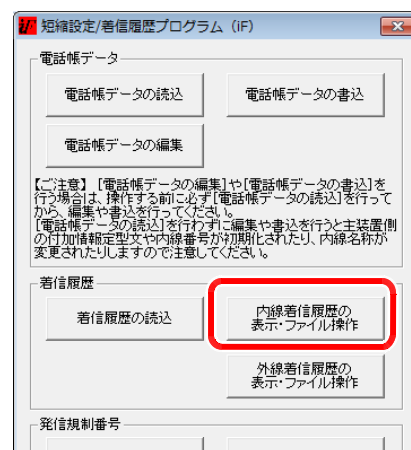 iF 短縮設定/着信履歴プログラム (iF)
電話帳データ
電話帳データの読込
電話帳データの書込
電話帳データの編集
【ご注意】 [電話帳データの編集]や[電話帳データの書込]を
行う場合は、操作する前に必ず[電話帳データの読込]を行って
から、編集や書込を行ってください。
[電話帳データの読込]を行わずに編集や書込を行うと主装置側
の付加情報定型文や内線番号が初期化されたり、内線名称が
変更されたりしますので注意してください。
着信履歴
着信履歴の読込
内線着信履歴の
表示・ファイル操作
外線着信履歴の
表示・ファイル操作
発信規制番号